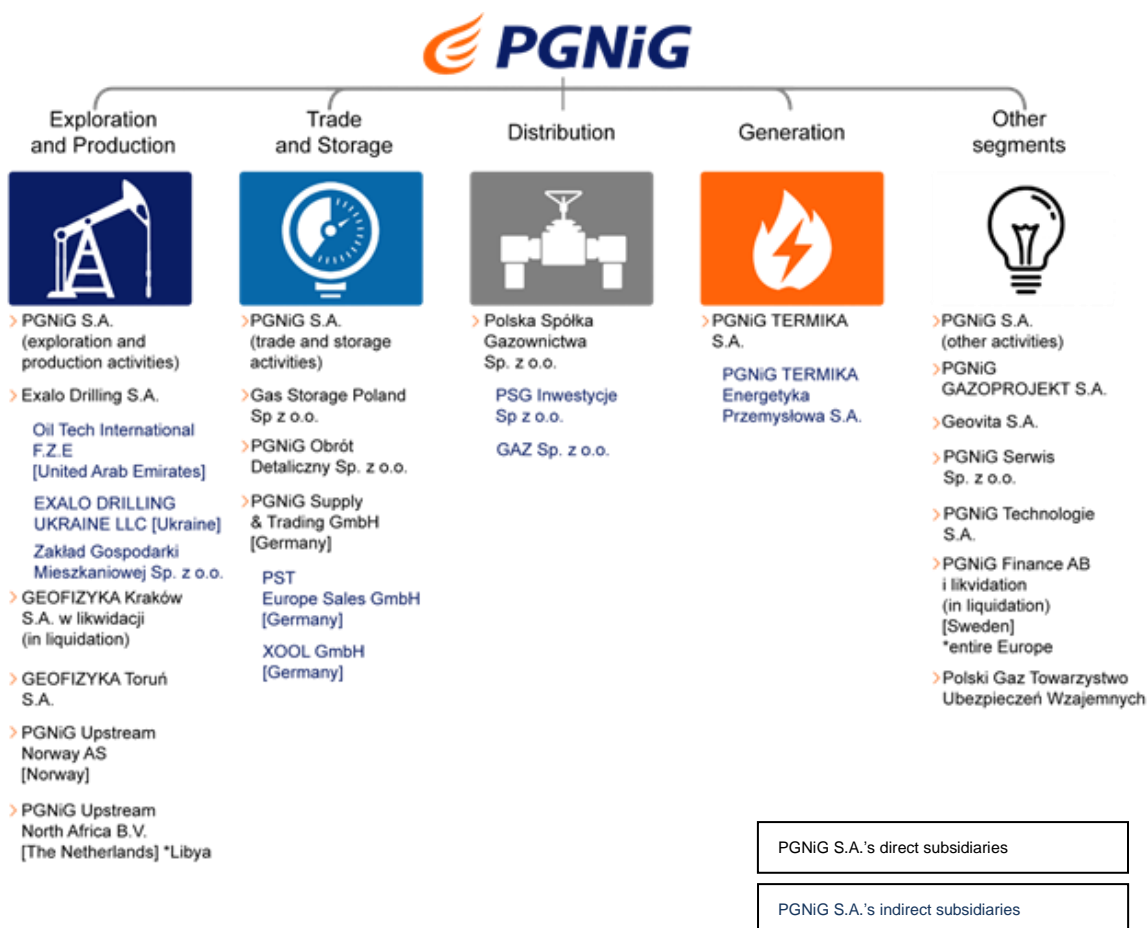 PGNiG
Exploration
and Production
PGNiG S.A.
(exploration and
production activities)
Exalo Drilling S.A.
Oil Tech International
F.Z.E
[United Arab Emirates]
EXALO DRILLING
UKRAINE LLC [Ukraine]
Zakład Gospodarki
Mieszkaniowej Sp. z o.o.
GEOFIZYKA Kraków
S.A. w likwidacji
(in liquidation)
GEOFIZYKA Toruń
S.A.
PGNiG Upstream
Norway AS
[Norway]
PGNiG Upstream
North Africa B.V.
[The Netherlands] *Libya
Trade
and Storage
PGNiG S.A.
(trade and storage
activities)
Gas Storage Poland
Sp z o.o.
PGNiG Obrót
Detaliczny Sp. z o.o.
PGNiG Supply
& Trading GmbH
[Germany]
PST
Europe Sales GmbH
[Germany]
XOOL GmbH
[Germany]
Distribution
Polska Spółka
Gazownictwa
Sp. z o.o.
PSG Inwestycje
Sp z o.o.
GAZ Sp. z o.o.
Generation
PGNiG TERMIKA
S.A.
PGNiG TERMIKA
Energetyka
Przemysłowa S.A.
Other
segments
PGNiG S.A.
(other activities)
PGNiG
GAZOPROJEKT S.A.
Geovita S.A.
PGNiG Serwis
Sp. z o.o.
PGNiG Technologie
S.A.
PGNiG Finance AB
i likvidation
(in liquidation)
[Sweden]
*entire Europe
Polski Gaz Towarzystwo
Ubezpieczeń Wzajemnych
PGNiG S.A.'s direct subsidiaries
PGNiG S.A.'s indirect subsidiaries